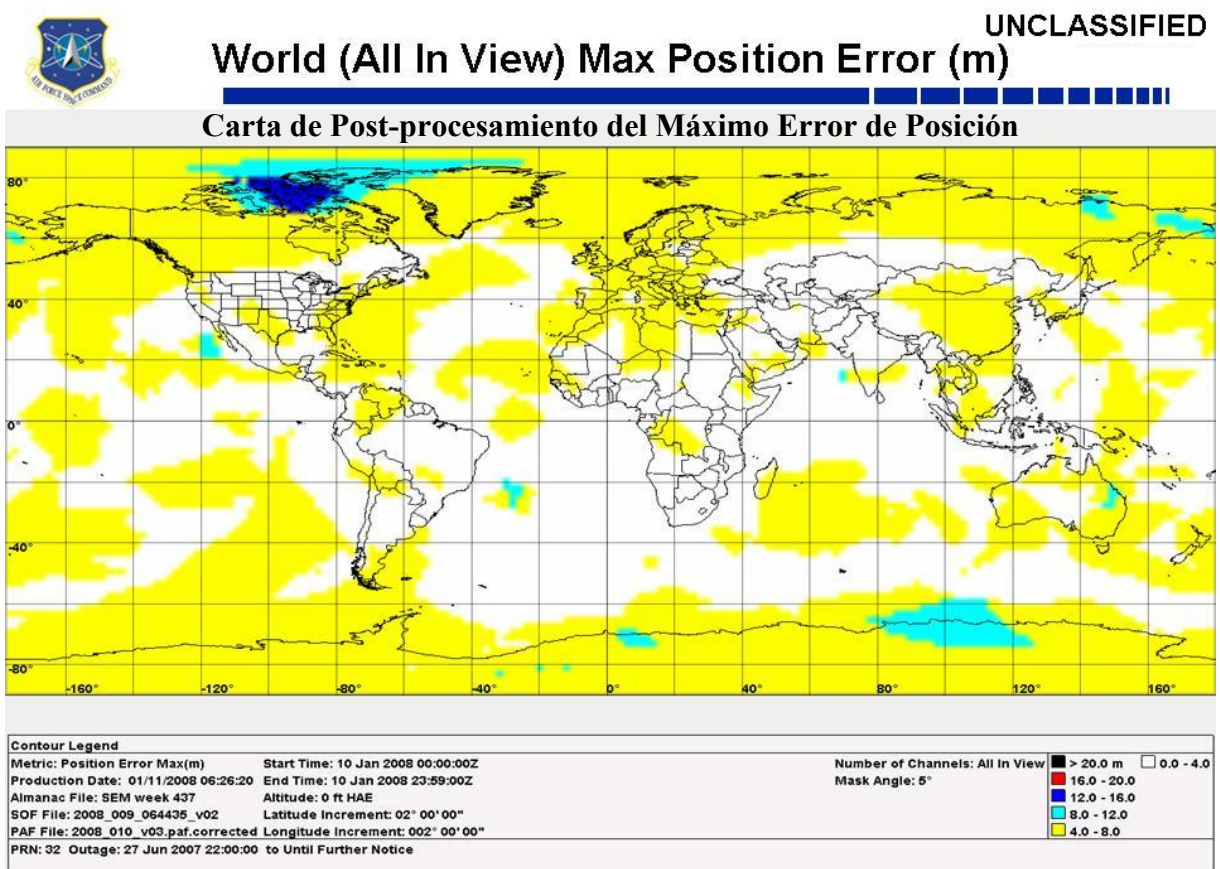 UNCLASSIFIED
AIR FORCE SPACE COMMAND
World (All In View) Max Position Error (m)
Carta de Post-procesamiento del Máximo Error de Posición
80°
40°
0°
-40°
-80°
-160° -120° -80° -40° 0° 40° 80° 120° 160°
Contour Legend
Metric: Position Error Max(m) Start Time: 10 Jan 2008 00:00:00Z Number of Channels: All In View > 20.0 m 0.0 - 4.0
Production Date: 01/11/2008 06:26:20 End Time: 10 Jan 2008 23:59:00Z Mask Angle: 5° 16.0 - 20.0
Almanac File: SEM week 437 Altitude: 0 ft HAE 12.0 - 16.0
SOF File: 2008_009_064435_v02 Latitude Increment: 02° 00' 00" 8.0 - 12.0
PAF File: 2008_010_v03.paf.corrected Longitude Increment: 002° 00' 00" 4.0 - 8.0
PRN: 32 Outage: 27 Jun 2007 22:00:00 to Until Further Notice